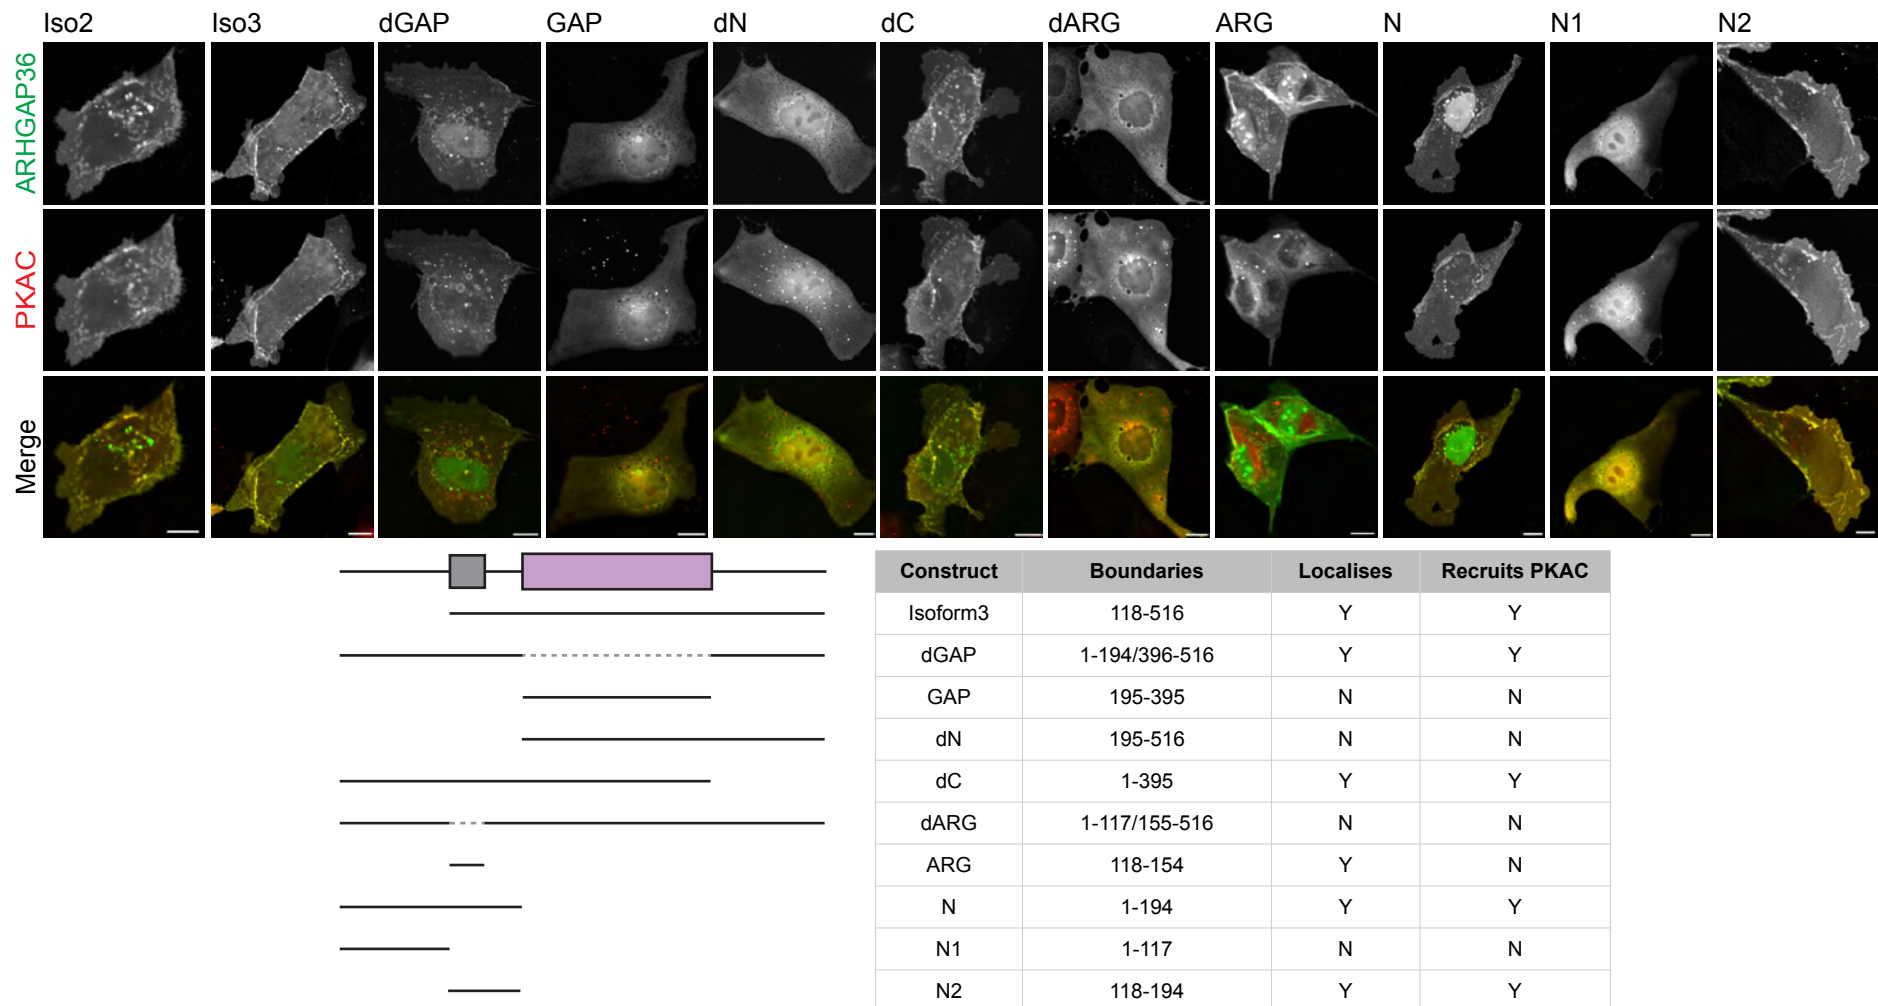 Iso2 Iso3 dGAP GAP dN dC dARG ARG N N1 N2
ARHGAP36
PKAC
Merge
Construct Boundaries Localises Recruits PKAC
Isoform3 118-516 Y Y
dGAP 1-194/396-516 Y Y
GAP 195-395 N N
dN 195-516 N N
dC 1-395 Y Y
dARG 1-117/155-516 N N
ARG 118-154 Y N
N 1-194 Y Y
N1 1-117 N N
N2 118-194 Y Y